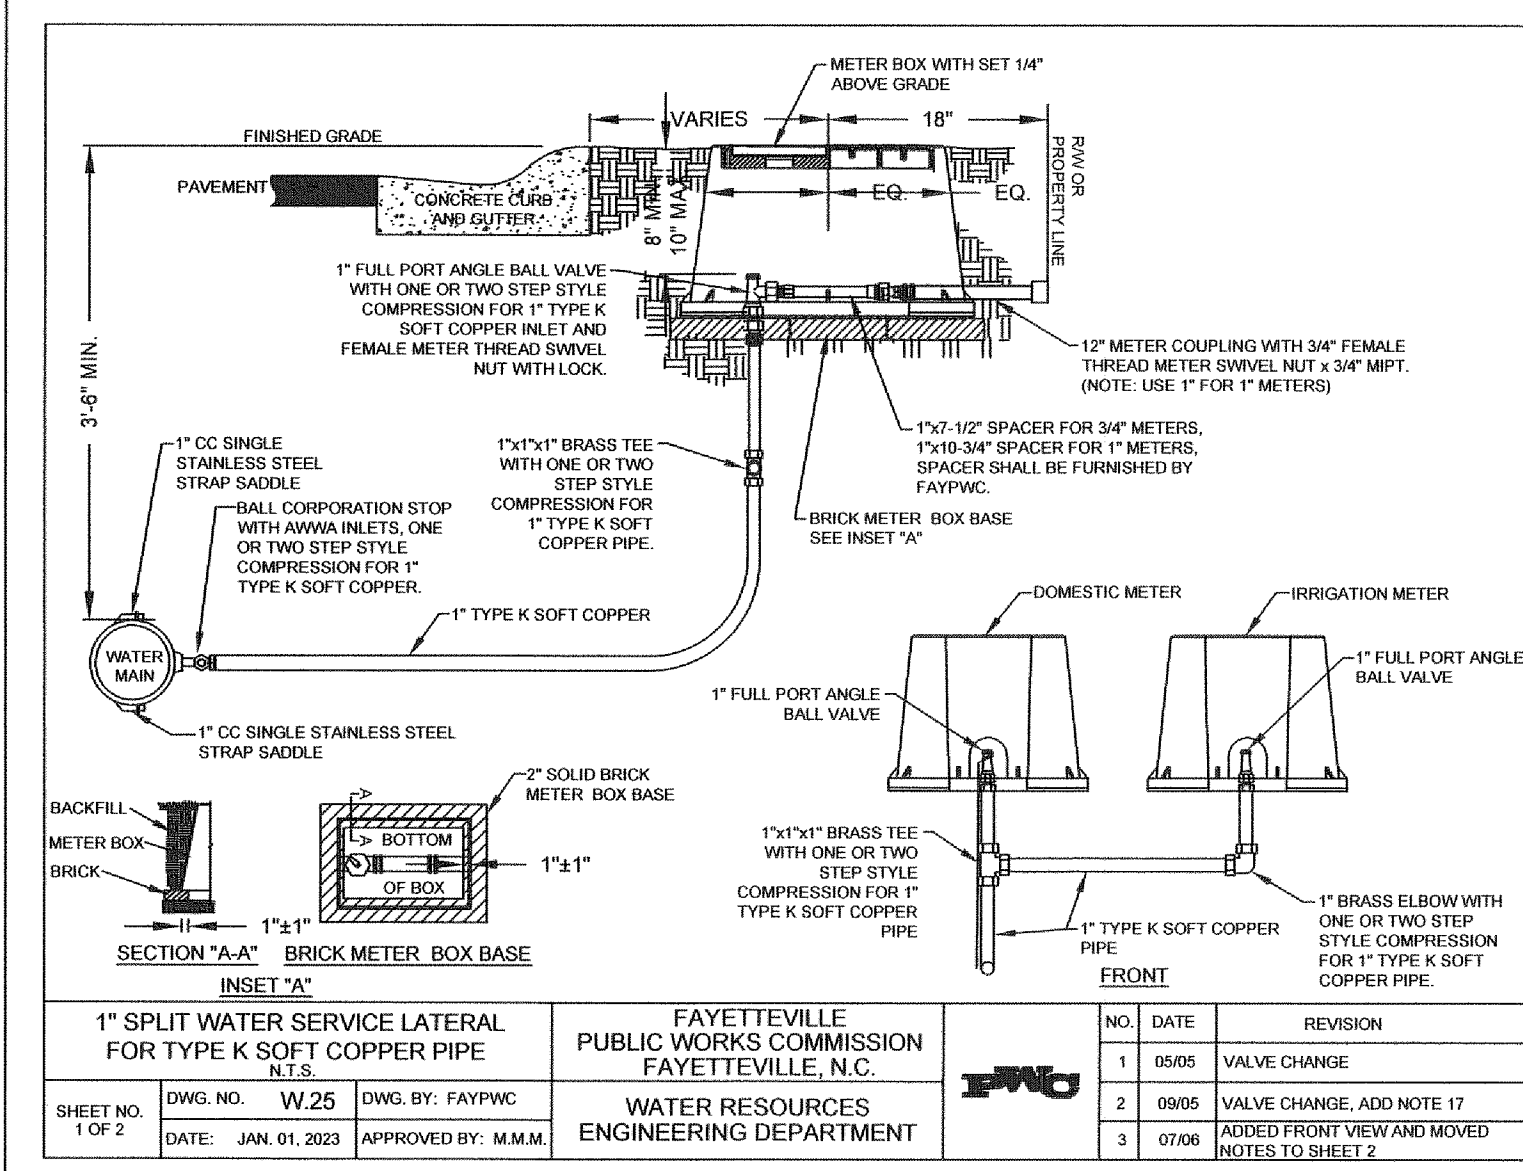 METER BOX WITH SET 1/4"
ABOVE GRADE
VARIES
18"
FINISHED GRADE
R/W OR
PROPERTY LINE
PAVEMENT
CONCRETE CURB
AND GUTTER
8" MIN
10" MAX
EQ.
EQ.
1" FULL PORT ANGLE BALL VALVE
WITH ONE OR TWO STEP STYLE
COMPRESSION FOR 1" TYPE K
SOFT COPPER INLET AND
FEMALE METER THREAD SWIVEL
NUT WITH LOCK.
3'-6" MIN.
12" METER COUPLING WITH 3/4" FEMALE
THREAD METER SWIVEL NUT x 3/4" MIPT.
(NOTE: USE 1" FOR 1" METERS)
1"x7-1/2" SPACER FOR 3/4" METERS,
1"x10-3/4" SPACER FOR 1" METERS,
SPACER SHALL BE FURNISHED BY
FAYPWC.
1" CC SINGLE
STAINLESS STEEL
STRAP SADDLE
1"x1"x1" BRASS TEE
WITH ONE OR TWO
STEP STYLE
COMPRESSION FOR
1" TYPE K SOFT
COPPER PIPE.
BALL CORPORATION STOP
WITH AWWA INLETS, ONE
OR TWO STEP STYLE
COMPRESSION FOR 1"
TYPE K SOFT COPPER.
BRICK METER BOX BASE
SEE INSET "A"
1" TYPE K SOFT COPPER
WATER
MAIN
1" CC SINGLE STAINLESS STEEL
STRAP SADDLE
DOMESTIC METER
IRRIGATION METER
1" FULL PORT ANGLE
BALL VALVE
1" FULL PORT ANGLE
BALL VALVE
2" SOLID BRICK
METER BOX BASE
BACKFILL
METER BOX
BRICK
A
A
BOTTOM
OF BOX
1"±1"
1"±1"
SECTION "A-A"
BRICK METER BOX BASE
INSET "A"
1"x1"x1" BRASS TEE
WITH ONE OR TWO
STEP STYLE
COMPRESSION FOR 1"
TYPE K SOFT COPPER
PIPE
1" TYPE K SOFT COPPER
PIPE
1" BRASS ELBOW WITH
ONE OR TWO STEP
STYLE COMPRESSION
FOR 1" TYPE K SOFT
COPPER PIPE.
FRONT
1" SPLIT WATER SERVICE LATERAL
FOR TYPE K SOFT COPPER PIPE
N.T.S.
SHEET NO.
1 OF 2
DWG. NO. W.25
DWG. BY: FAYPWC
DATE: JAN. 01, 2023
APPROVED BY: M.M.M.
FAYETTEVILLE
PUBLIC WORKS COMMISSION
FAYETTEVILLE, N.C.
WATER RESOURCES
ENGINEERING DEPARTMENT
PWC
NO. DATE REVISION
1 05/05 VALVE CHANGE
2 09/05 VALVE CHANGE, ADD NOTE 17
3 07/06 ADDED FRONT VIEW AND MOVED
NOTES TO SHEET 2